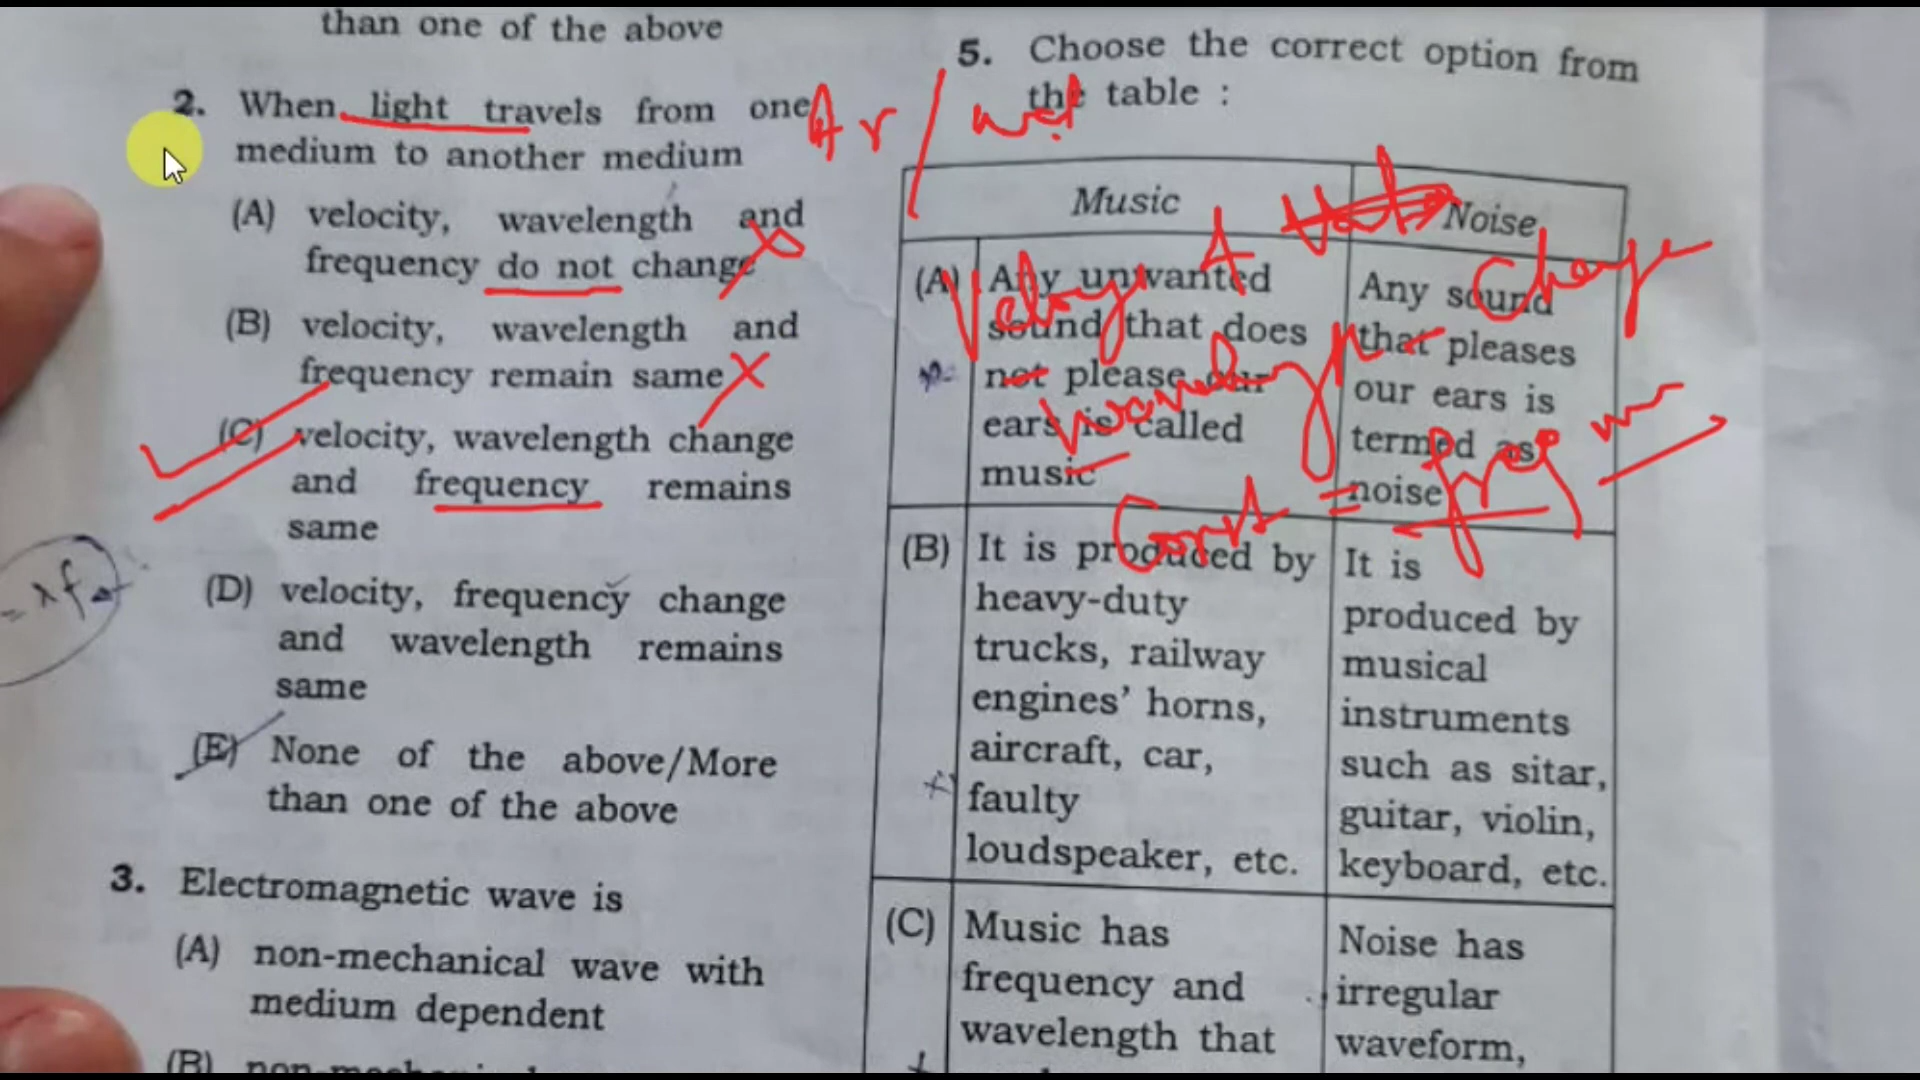 than one of the above
2. When light travels from one
medium to another medium
(A) velocity, wavelength and
frequency do not change
(B) velocity, wavelength and
frequency remain same
(C) velocity, wavelength change
and frequency remains
same
(D) velocity, frequency change
and wavelength remains
same
(E) None of the above/More
than one of the above
3. Electromagnetic wave is
(A) non-mechanical wave with
medium dependent
(B)
= λf
5. Choose the correct option from
the table :
Music
Noise
(A) Any unwanted
sound that does
not please our
ears is called
music
Any sound
that pleases
our ears is
termed as
noise
(B) It is produced by
heavy-duty
trucks, railway
engines' horns,
aircraft, car,
faulty
loudspeaker, etc.
It is
produced by
musical
instruments
such as sitar,
guitar, violin,
keyboard, etc.
(C) Music has
frequency and
wavelength that
Noise has
irregular
waveform,
Change
Const = freq